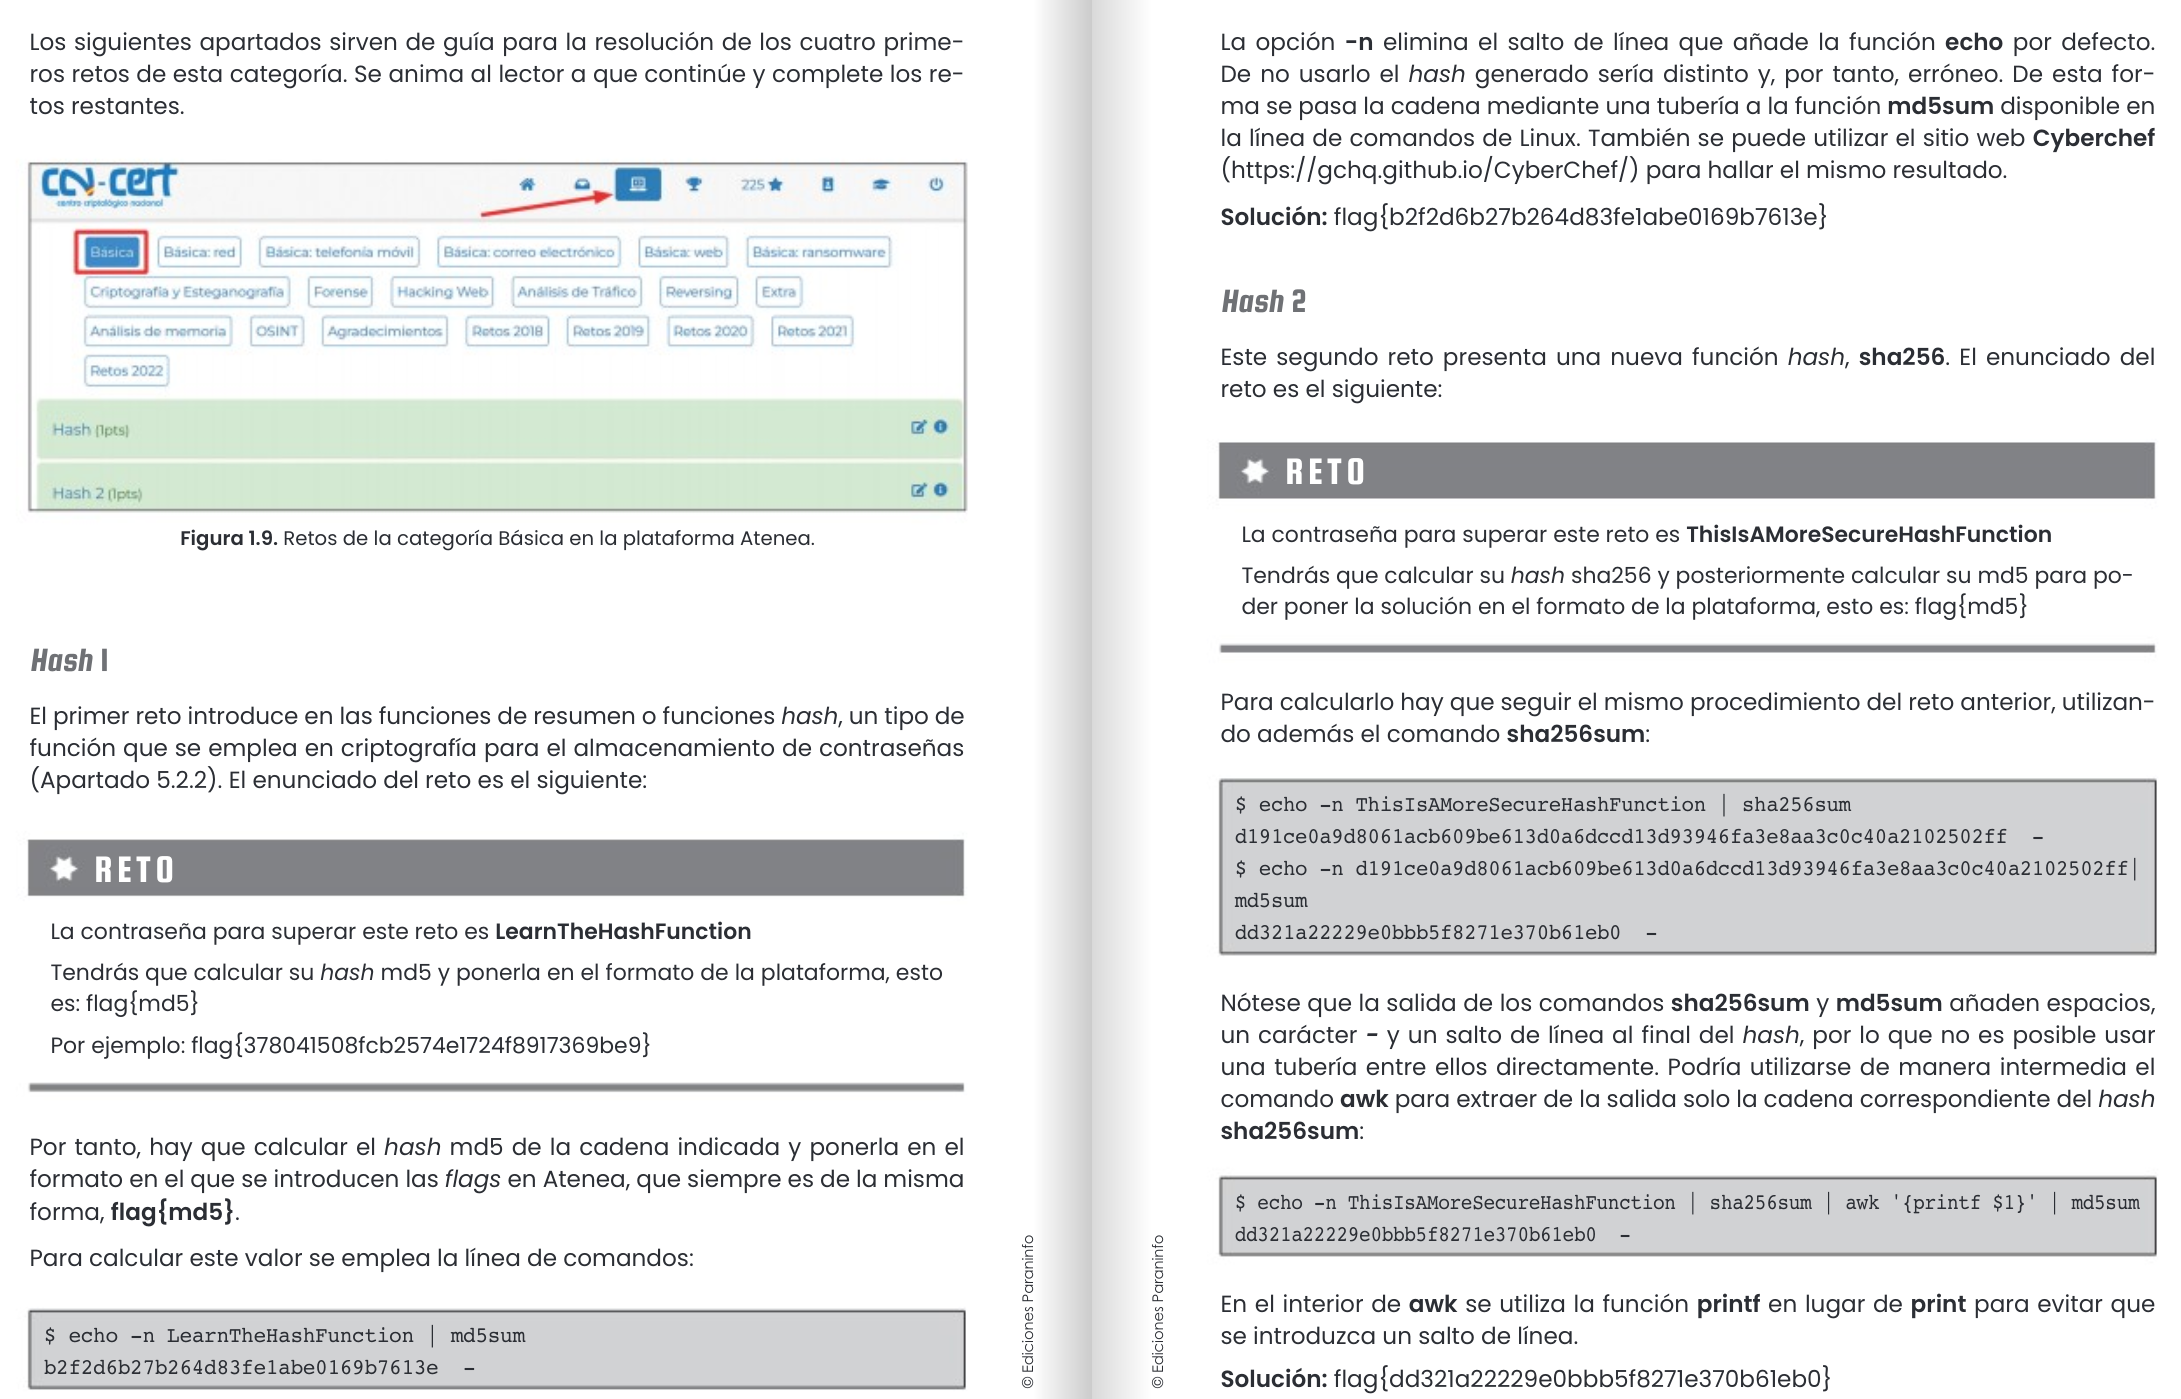 Los siguientes apartados sirven de guía para la resolución de los cuatro prime-
ros retos de esta categoría. Se anima al lector a que continúe y complete los re-
tos restantes.
ccn-cert
centro criptológico nacional
225
Básica
Básica: red
Básica: telefonía móvil
Básica: correo electrónico
Básica: web
Básica: ransomware
Criptografía y Esteganografía
Forense
Hacking Web
Análisis de Tráfico
Reversing
Extra
Análisis de memoria
OSINT
Agradecimientos
Retos 2018
Retos 2019
Retos 2020
Retos 2021
Retos 2022
Hash (1pts)
Hash 2 (1pts)
Figura 1.9. Retos de la categoría Básica en la plataforma Atenea.
Hash 1
El primer reto introduce en las funciones de resumen o funciones hash, un tipo de
función que se emplea en criptografía para el almacenamiento de contraseñas
(Apartado 5.2.2). El enunciado del reto es el siguiente:
RETO
La contraseña para superar este reto es LearnTheHashFunction
Tendrás que calcular su hash md5 y ponerla en el formato de la plataforma, esto
es: flag{md5}
Por ejemplo: flag{378041508fcb2574e1724f8917369be9}
Por tanto, hay que calcular el hash md5 de la cadena indicada y ponerla en el
formato en el que se introducen las flags en Atenea, que siempre es de la misma
forma, flag{md5}.
Para calcular este valor se emplea la línea de comandos:
$ echo -n LearnTheHashFunction | md5sum
b2f2d6b27b264d83fe1abe0169b7613e  -
© Ediciones Paraninfo
La opción -n elimina el salto de línea que añade la función echo por defecto.
De no usarlo el hash generado sería distinto y, por tanto, erróneo. De esta for-
ma se pasa la cadena mediante una tubería a la función md5sum disponible en
la línea de comandos de Linux. También se puede utilizar el sitio web Cyberchef
(https://gchq.github.io/CyberChef/) para hallar el mismo resultado.
Solución: flag{b2f2d6b27b264d83fe1abe0169b7613e}
Hash 2
Este segundo reto presenta una nueva función hash, sha256. El enunciado del
reto es el siguiente:
RETO
La contraseña para superar este reto es ThisIsAMoreSecureHashFunction
Tendrás que calcular su hash sha256 y posteriormente calcular su md5 para po-
der poner la solución en el formato de la plataforma, esto es: flag{md5}
Para calcularlo hay que seguir el mismo procedimiento del reto anterior, utilizan-
do además el comando sha256sum:
$ echo -n ThisIsAMoreSecureHashFunction | sha256sum
d191ce0a9d8061acb609be613d0a6dccd13d93946fa3e8aa3c0c40a2102502ff  -
$ echo -n d191ce0a9d8061acb609be613d0a6dccd13d93946fa3e8aa3c0c40a2102502ff|
md5sum
dd321a22229e0bbb5f8271e370b61eb0  -
Nótese que la salida de los comandos sha256sum y md5sum añaden espacios,
un carácter - y un salto de línea al final del hash, por lo que no es posible usar
una tubería entre ellos directamente. Podría utilizarse de manera intermedia el
comando awk para extraer de la salida solo la cadena correspondiente del hash
sha256sum:
$ echo -n ThisIsAMoreSecureHashFunction | sha256sum | awk '{printf $1}' | md5sum
dd321a22229e0bbb5f8271e370b61eb0  -
En el interior de awk se utiliza la función printf en lugar de print para evitar que
se introduzca un salto de línea.
Solución: flag{dd321a22229e0bbb5f8271e370b61eb0}
© Ediciones Paraninfo